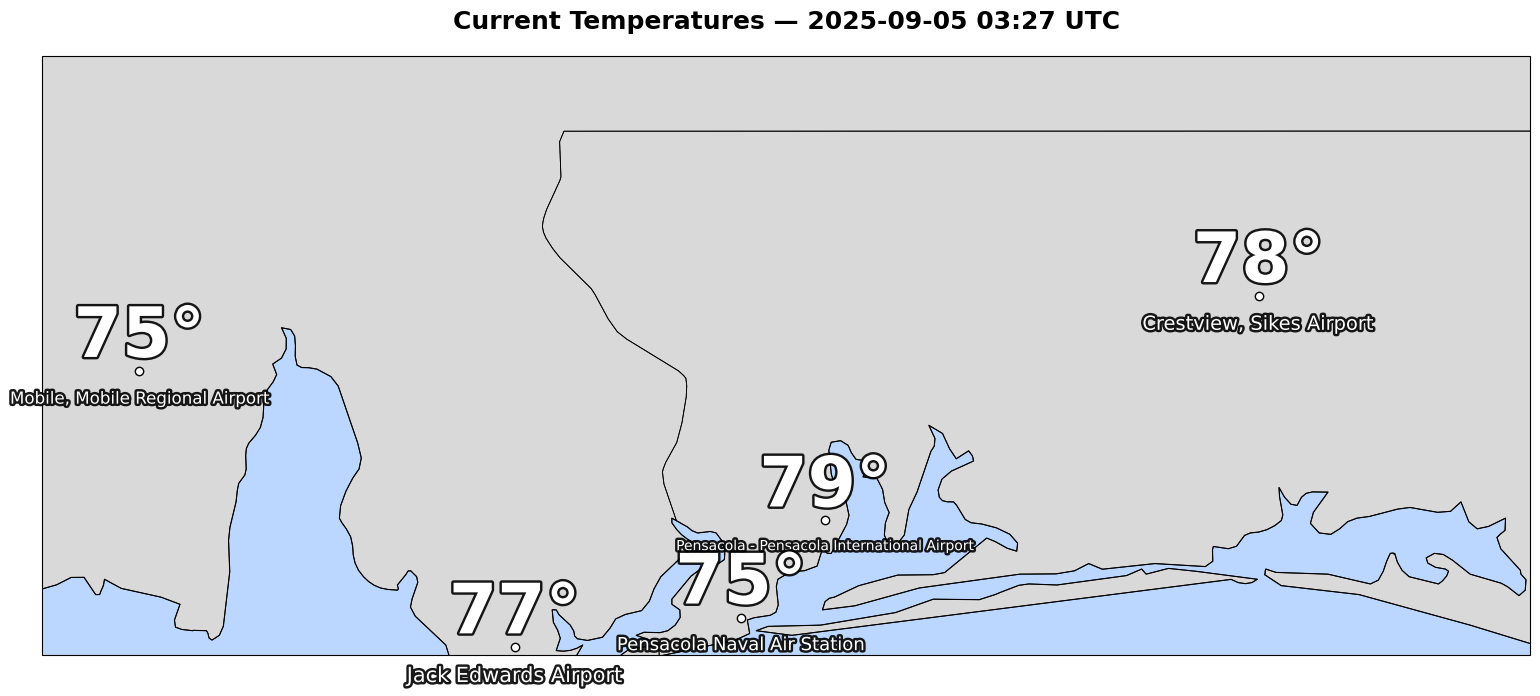 Current Temperatures — 2025-09-05 03:27 UTC
78°
Crestview, Sikes Airport
75°
Mobile, Mobile Regional Airport
79°
Pensacola - Pensacola International Airport
75°
Pensacola Naval Air Station
77°
Jack Edwards Airport